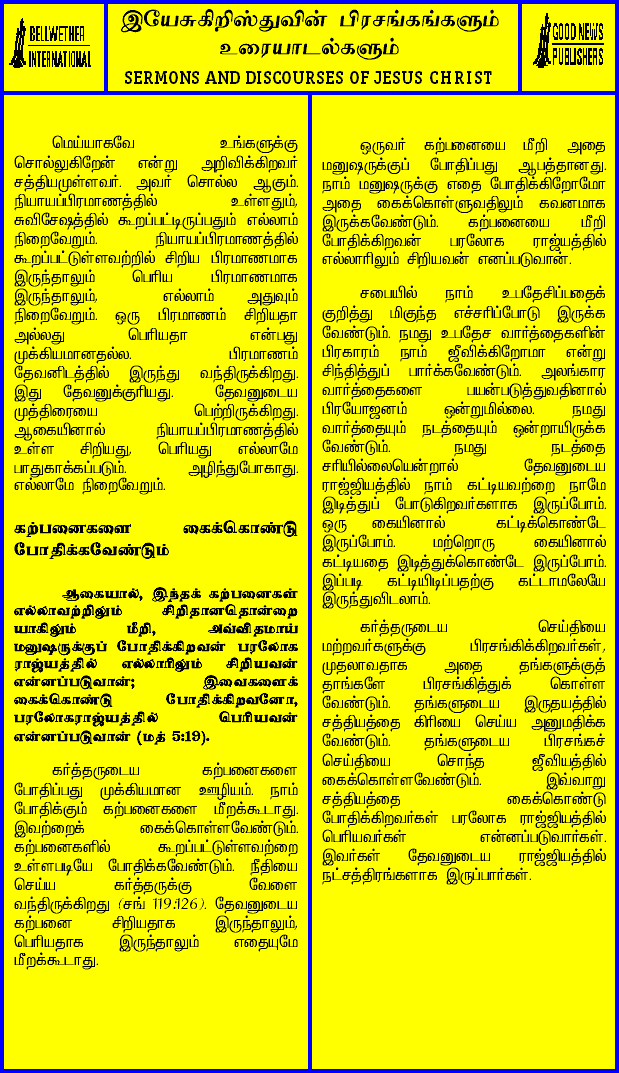 BELLWETHER
INTERNATIONAL
இயேசுகிறிஸ்துவின் பிரசங்கங்களும்
உரையாடல்களும்
SERMONS AND DISCOURSES OF JESUS CHRIST
GOOD NEWS
PUBLISHERS
மெய்யாகவே உங்களுக்கு
சொல்லுகிறேன் என்று அறிவிக்கிறவர்
சத்தியமுள்ளவர். அவர் சொல்ல ஆகும்.
நியாயப்பிரமாணத்தில் உள்ளதும்,
சுவிசேஷத்தில் கூறப்பட்டிருப்பதும் எல்லாம்
நிறைவேறும். நியாயப்பிரமாணத்தில்
கூறப்பட்டுள்ளவற்றில் சிறிய பிரமாணமாக
இருந்தாலும் பெரிய பிரமாணமாக
இருந்தாலும், எல்லாம் அதுவும்
நிறைவேறும். ஒரு பிரமாணம் சிறியதா
அல்லது பெரியதா என்பது
முக்கியமானதல்ல. பிரமாணம்
தேவனிடத்தில் இருந்து வந்திருக்கிறது.
இது தேவனுக்குரியது. தேவனுடைய
முத்திரையை பெற்றிருக்கிறது.
ஆகையினால் நியாயப்பிரமாணத்தில்
உள்ள சிறியது, பெரியது எல்லாமே
பாதுகாக்கப்படும். அழிந்துபோகாது.
எல்லாமே நிறைவேறும்.
கற்பனைகளை கைக்கொண்டு
போதிக்கவேண்டும்
ஆகையால், இந்தக் கற்பனைகள்
எல்லாவற்றிலும் சிறிதானதொன்றை
யாகிலும் மீறி, அவ்விதமாய்
மனுஷருக்குப் போதிக்கிறவன் பரலோக
ராஜ்யத்தில் எல்லாரிலும் சிறியவன்
என்னப்படுவான்; இவைகளைக்
கைக்கொண்டு போதிக்கிறவனோ,
பரலோகராஜ்யத்தில் பெரியவன்
என்னப்படுவான் (மத் 5:19).
கர்த்தருடைய கற்பனைகளை
போதிப்பது முக்கியமான ஊழியம். நாம்
போதிக்கும் கற்பனைகளை மீறக்கூடாது.
இவற்றைக் கைக்கொள்ளவேண்டும்.
கற்பனைகளில் கூறப்பட்டுள்ளவற்றை
உள்ளபடியே போதிக்கவேண்டும். நீதியை
செய்ய கர்த்தருக்கு வேளை
வந்திருக்கிறது (சங் 119:126). தேவனுடைய
கற்பனை சிறியதாக இருந்தாலும்,
பெரியதாக இருந்தாலும் எதையுமே
மீறக்கூடாது.
ஒருவர் கற்பனையை மீறி அதை
மனுஷருக்குப் போதிப்பது ஆபத்தானது.
நாம் மனுஷருக்கு எதை போதிக்கிறோமோ
அதை கைக்கொள்ளுவதிலும் கவனமாக
இருக்கவேண்டும். கற்பனையை மீறி
போதிக்கிறவன் பரலோக ராஜ்யத்தில்
எல்லாரிலும் சிறியவன் எனப்படுவான்.
சபையில் நாம் உபதேசிப்பதைக்
குறித்து மிகுந்த எச்சரிப்போடு இருக்க
வேண்டும். நமது உபதேச வார்த்தைகளின்
பிரகாரம் நாம் ஜீவிக்கிறோமா என்று
சிந்தித்துப் பார்க்கவேண்டும். அலங்கார
வார்த்தைகளை பயன்படுத்துவதினால்
பிரயோஜனம் ஒன்றுமில்லை. நமது
வார்த்தையும் நடத்தையும் ஒன்றாயிருக்க
வேண்டும். நமது நடத்தை
சரியில்லையென்றால் தேவனுடைய
ராஜ்ஜியத்தில் நாம் கட்டியவற்றை நாமே
இடித்துப் போடுகிறவர்களாக இருப்போம்.
ஒரு கையினால் கட்டிக்கொண்டே
இருப்போம். மற்றொரு கையினால்
கட்டியதை இடித்துக்கொண்டே இருப்போம்.
இப்படி கட்டியிடிப்பதற்கு கட்டாமலேயே
இருந்துவிடலாம்.
கர்த்தருடைய செய்தியை
மற்றவர்களுக்கு பிரசங்கிக்கிறவர்கள்,
முதலாவதாக அதை தங்களுக்குத்
தாங்களே பிரசங்கித்துக் கொள்ள
வேண்டும். தங்களுடைய இருதயத்தில்
சத்தியத்தை கிரியை செய்ய அனுமதிக்க
வேண்டும். தங்களுடைய பிரசங்கச்
செய்தியை சொந்த ஜீவியத்தில்
கைக்கொள்ளவேண்டும். இவ்வாறு
சத்தியத்தை கைக்கொண்டு
போதிக்கிறவர்கள் பரலோக ராஜ்ஜியத்தில்
பெரியவர்கள் என்னப்படுவார்கள்.
இவர்கள் தேவனுடைய ராஜ்ஜியத்தில்
நட்சத்திரங்களாக இருப்பார்கள்.